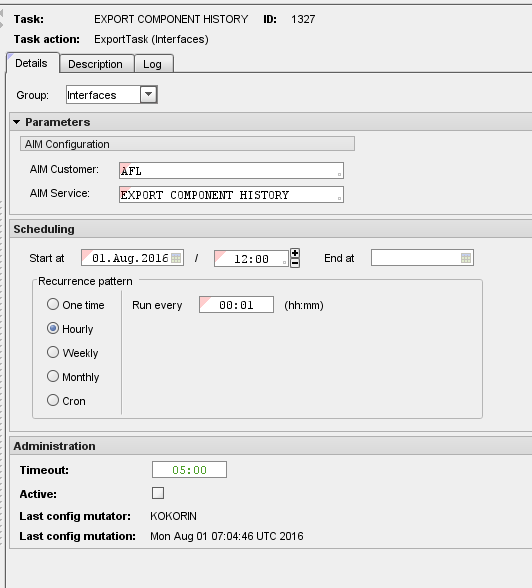 Task: EXPORT COMPONENT HISTORY ID: 1327
Task action: ExportTask (Interfaces)
Details Description Log
Group: Interfaces
Parameters
AIM Configuration
AIM Customer: AFL
AIM Service: EXPORT COMPONENT HISTORY
Scheduling
Start at 01.Aug.2016 / 12:00 End at
Recurrence pattern
One time Run every 00:01 (hh:mm)
Hourly
Weekly
Monthly
Cron
Administration
Timeout: 05:00
Active:
Last config mutator: KOKORIN
Last config mutation: Mon Aug 01 07:04:46 UTC 2016